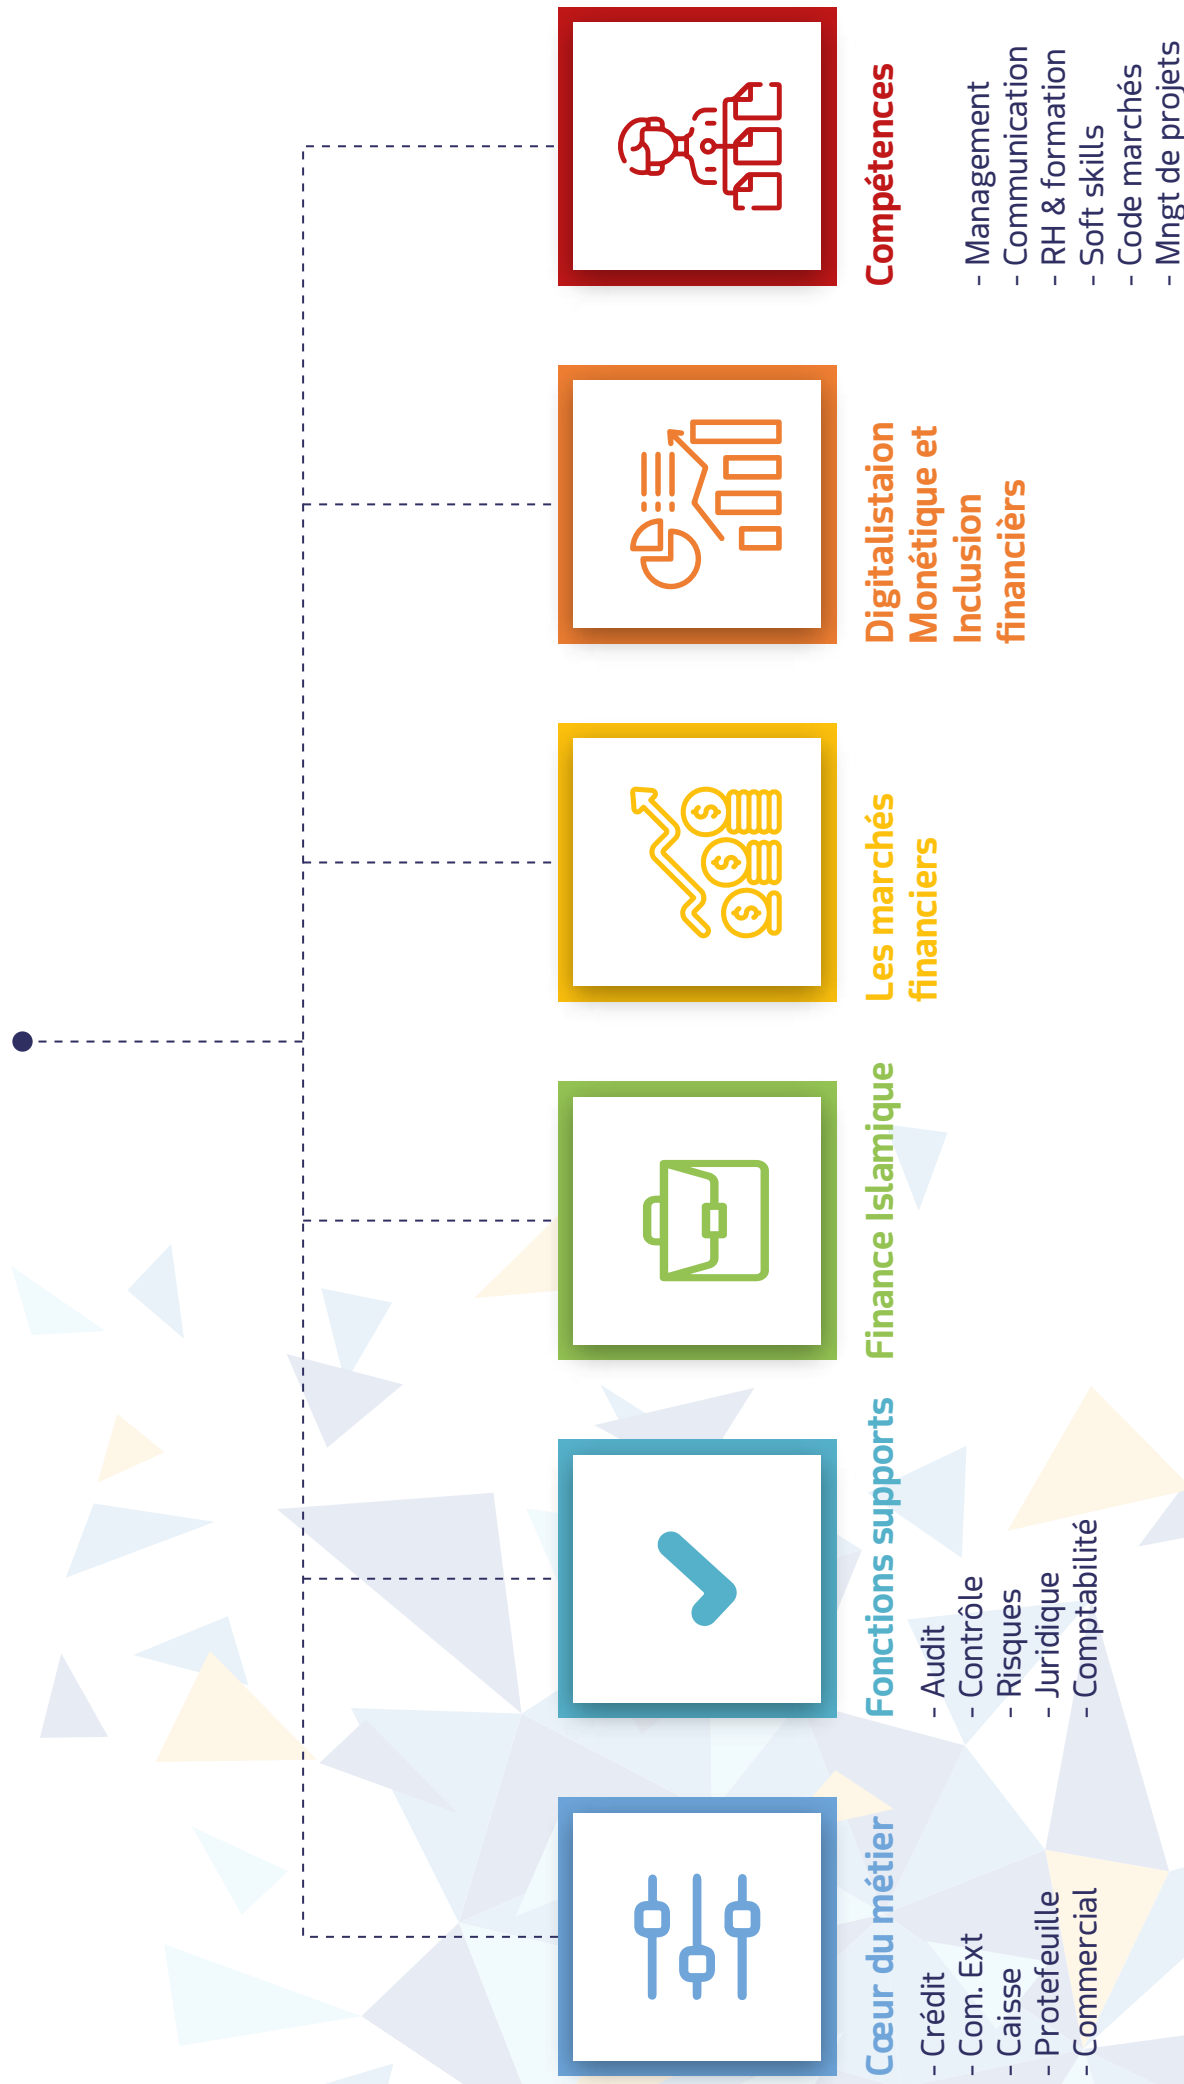 Cœur du métier
- Crédit
- Com. Ext
- Caisse
- Protefeuille
- Commercial
Fonctions supports
- Audit
- Contrôle
- Risques
- Juridique
- Comptabilité
Finance Islamique
Les marchés
financiers
Digitalistaion
Monétique et
Inclusion
financièrs
Compétences
- Management
- Communication
- RH & formation
- Soft skills
- Code marchés
- Mngt de projets